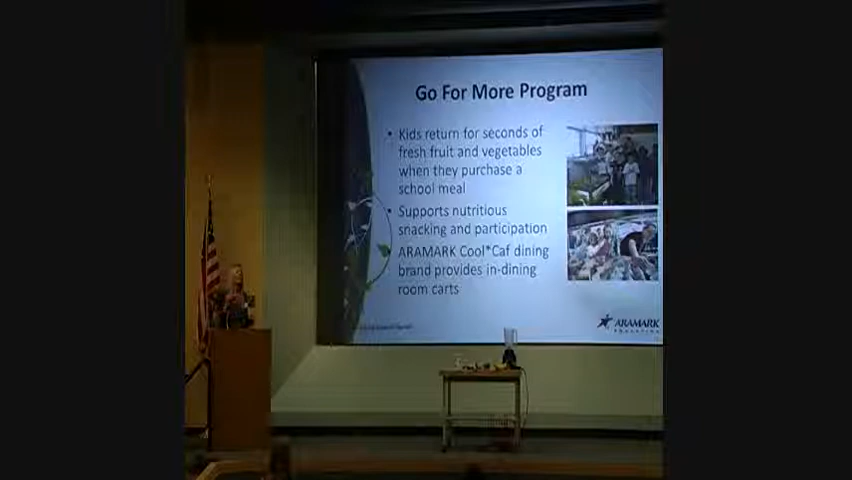 Go For More Program
• Kids return for seconds of
fresh fruit and vegetables
when they purchase a
school meal
• Supports nutritious
snacking and participation
• ARAMARK Cool*Caf dining
brand provides in-dining
room carts
ARAMARK
EDUCATION